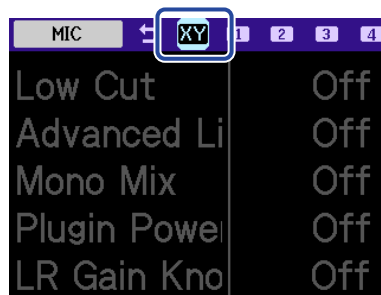 MIC XY 1 2 3 4
Low Cut Off
Advanced Li Off
Mono Mix Off
Plugin Power Off
LR Gain Kno Off